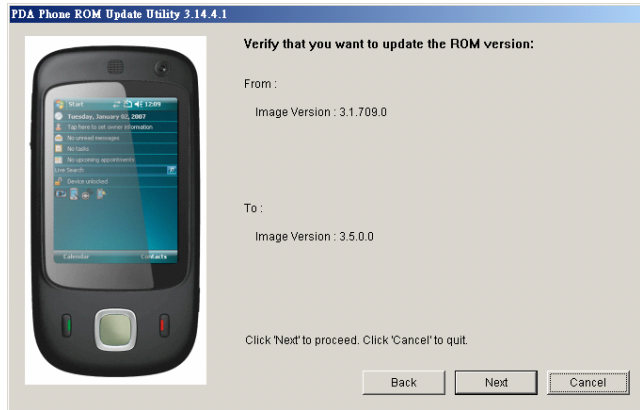 PDA Phone ROM Update Utility 3.14.4.1
Verify that you want to update the ROM version:
From :
Image Version : 3.1.709.0
To :
Image Version : 3.5.0.0
Click 'Next' to proceed. Click 'Cancel' to quit.
Back Next Cancel
Start 12:09
Tuesday, January 02, 2007
Tap here to set owner information
No unread messages
No tasks
No upcoming appointments
Live Search
Device unlocked
Calendar Contacts